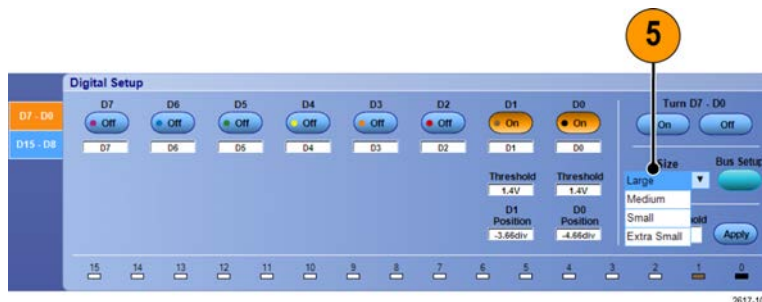 5
Digital Setup
D7 - D0
D15 - D8
D7 D6 D5 D4 D3 D2 D1 D0
Off Off Off Off Off Off On On
D7 D6 D5 D4 D3 D2 D1 D0
Threshold Threshold
1.4V 1.4V
D1 D0
Position Position
-3.66div -4.66div
Turn D7 - D0
On Off
Size Bus Setup
Large
Medium
Small
Extra Small
Apply
15 14 13 12 11 10 9 8 7 6 5 4 3 2 1 0